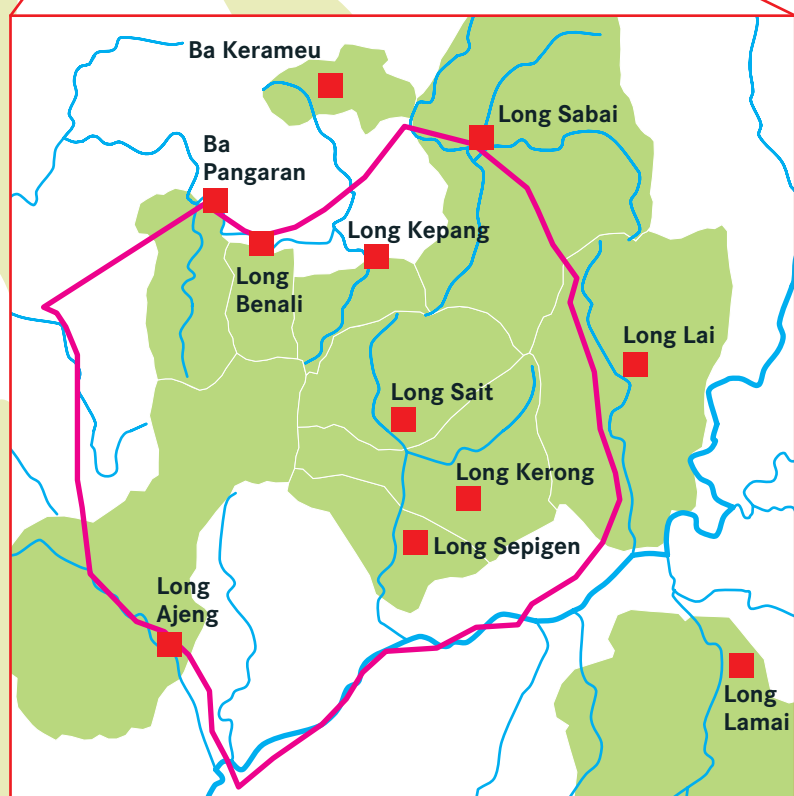 Ba Kerameu
Long Sabai
Ba
Pangaran
Long Kepang
Long
Benali
Long Lai
Long Sait
Long Kerong
Long Sepigen
Long
Ajeng
Long
Lamai